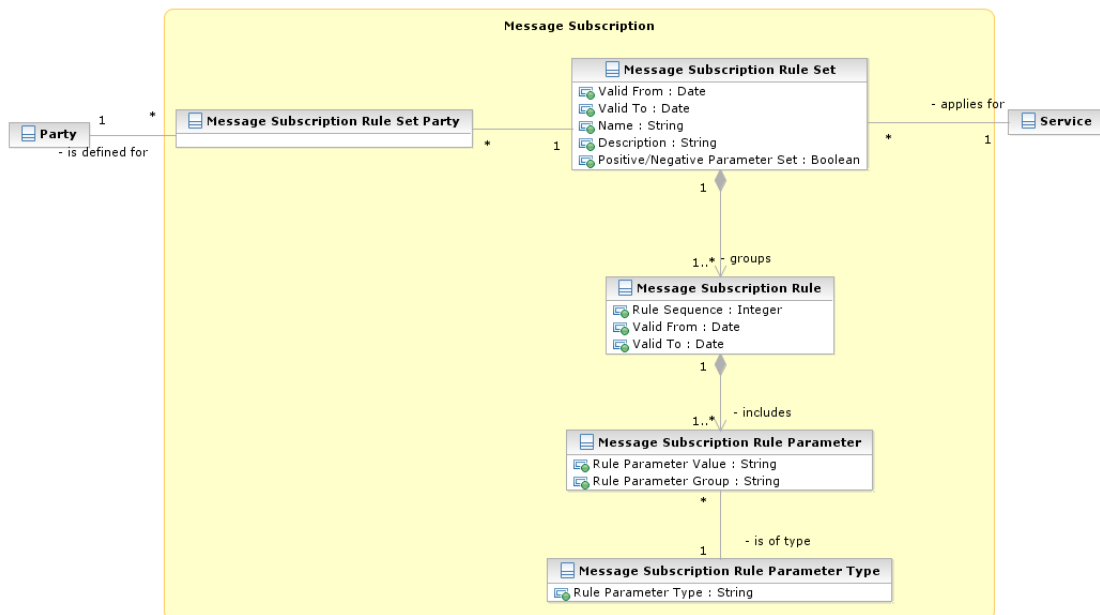 Message Subscription
Message Subscription Rule Set
Valid From : Date
Valid To : Date
Name : String
Description : String
Positive/Negative Parameter Set : Boolean
Party
1
*
- is defined for
Message Subscription Rule Set Party
*
1
- applies for
*
1
Service
1
1..*
- groups
Message Subscription Rule
Rule Sequence : Integer
Valid From : Date
Valid To : Date
1
1..*
- includes
Message Subscription Rule Parameter
Rule Parameter Value : String
Rule Parameter Group : String
*
1
- is of type
Message Subscription Rule Parameter Type
Rule Parameter Type : String